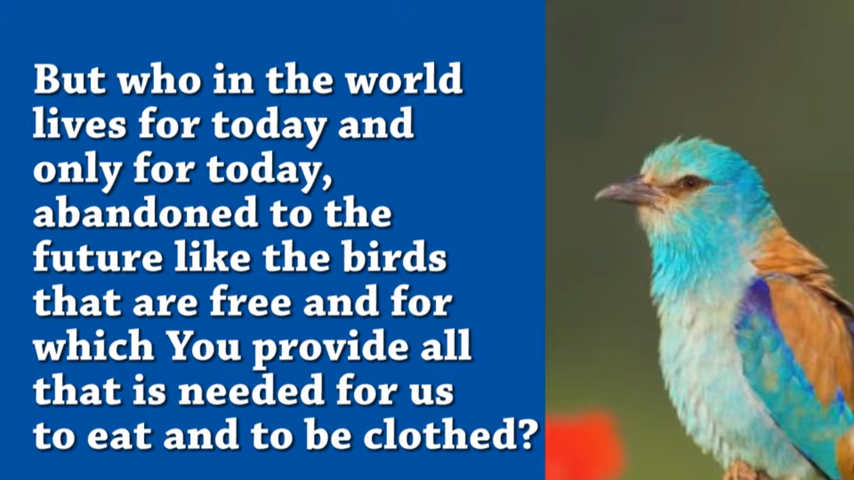 But who in the world
lives for today and
only for today,
abandoned to the
future like the birds
that are free and for
which You provide all
that is needed for us
to eat and to be clothed?